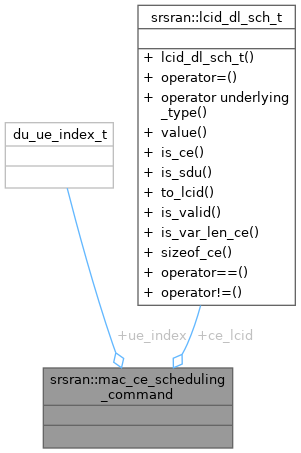 srsran::lcid_dl_sch_t
+ lcid_dl_sch_t()
+ operator=()
+ operator underlying
_type()
+ value()
+ is_ce()
+ is_sdu()
+ to_lcid()
+ is_valid()
+ is_var_len_ce()
+ sizeof_ce()
+ operator==()
+ operator!=()
du_ue_index_t
+ue_index
+ce_lcid
srsran::mac_ce_scheduling
_command